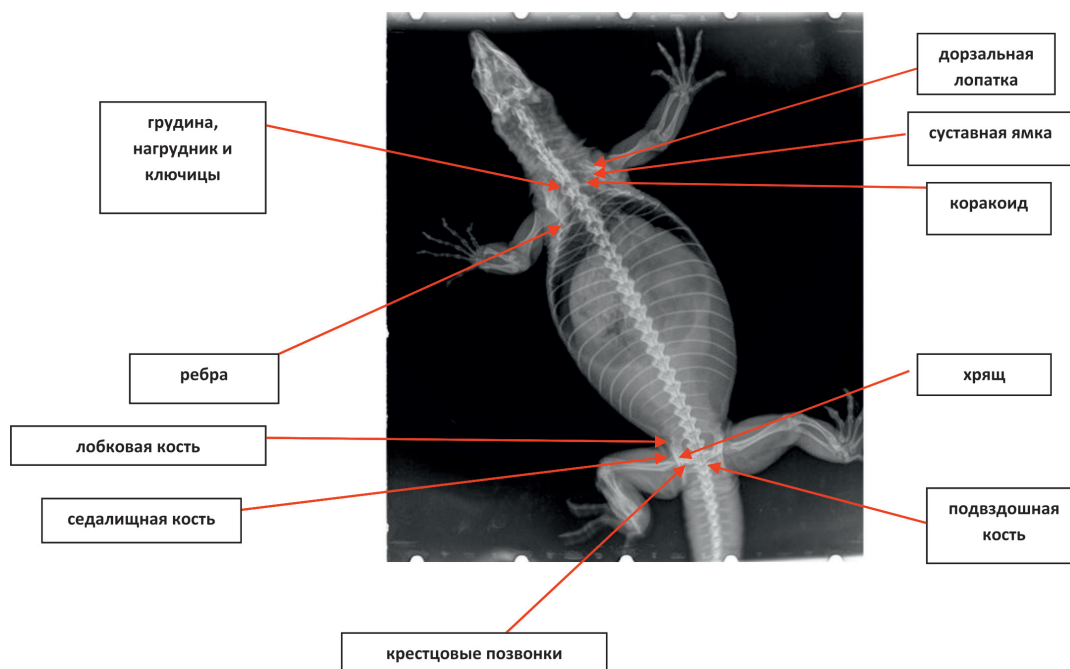 дорзальная
лопатка
грудина,
нагрудник и
ключицы
суставная ямка
коракоид
ребра
хрящ
лобковая кость
седалищная кость
подвздошная
кость
крестцовые позвонки